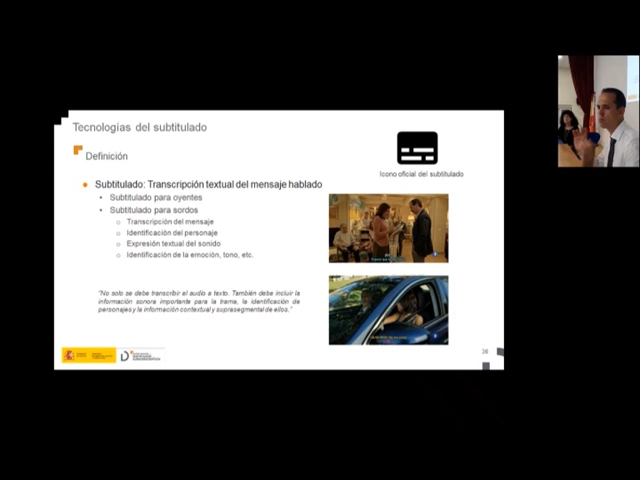 Tecnologías del subtitulado
Definición
Icono oficial del subtitulado
Subtitulado: Transcripción textual del mensaje hablado
Subtitulado para oyentes
Subtitulado para sordos
Transcripción del mensaje
Identificación del personaje
Expresión textual del sonido
Identificación de la emoción, tono, etc.
"No solo se debe transcribir el audio a texto. También debe incluir la
información sonora importante para la trama, la identificación de
personajes y la información contextual y suprasegmental de ellos."